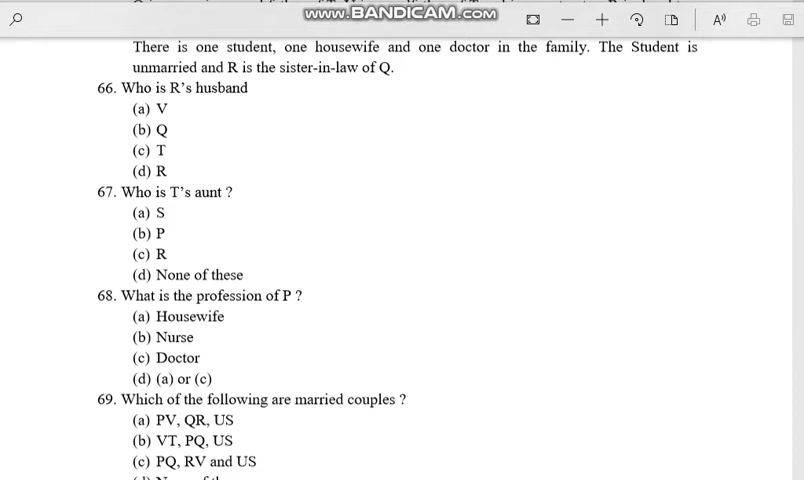 www.BANDICAM.com
There is one student, one housewife and one doctor in the family. The Student is
unmarried and R is the sister-in-law of Q.
66. Who is R's husband
(a) V
(b) Q
(c) T
(d) R
67. Who is T's aunt ?
(a) S
(b) P
(c) R
(d) None of these
68. What is the profession of P ?
(a) Housewife
(b) Nurse
(c) Doctor
(d) (a) or (c)
69. Which of the following are married couples ?
(a) PV, QR, US
(b) VT, PQ, US
(c) PQ, RV and US